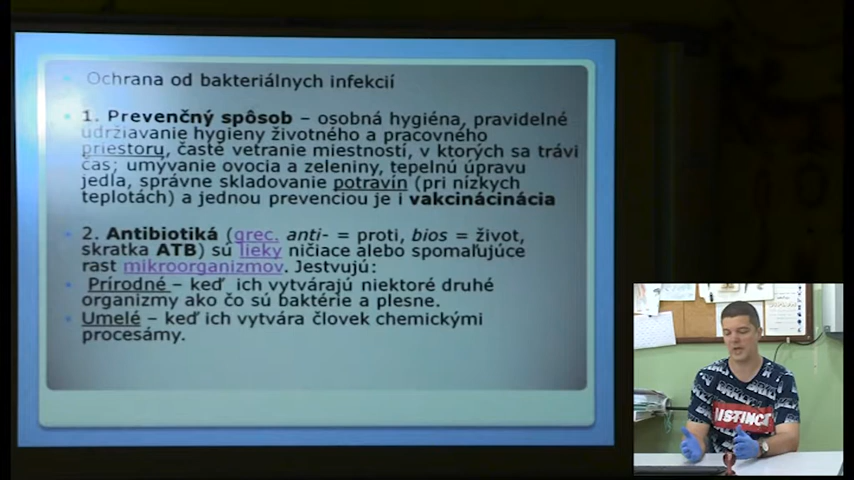 Ochrana od bakteriálnych infekcií
1. Prevenčný spôsob – osobná hygiéna, pravidelné
udržiavanie hygieny životného a pracovného
priestoru, časté vetranie miestností, v ktorých sa trávi
čas; umývanie ovocia a zeleniny, tepelnú úpravu
jedla, správne skladovanie potravín (pri nízkych
teplotách) a jednou prevenciou je i vakcinácinácia
2. Antibiotiká (grec. anti- = proti, bios = život,
skratka ATB) sú lieky ničiace alebo spomaľujúce
rast mikroorganizmov. Jestvujú:
Prírodné – keď ich vytvárajú niektoré druhé
organizmy ako čo sú baktérie a plesne.
Umelé – keď ich vytvára človek chemickými
procesámy.
DISTINCT